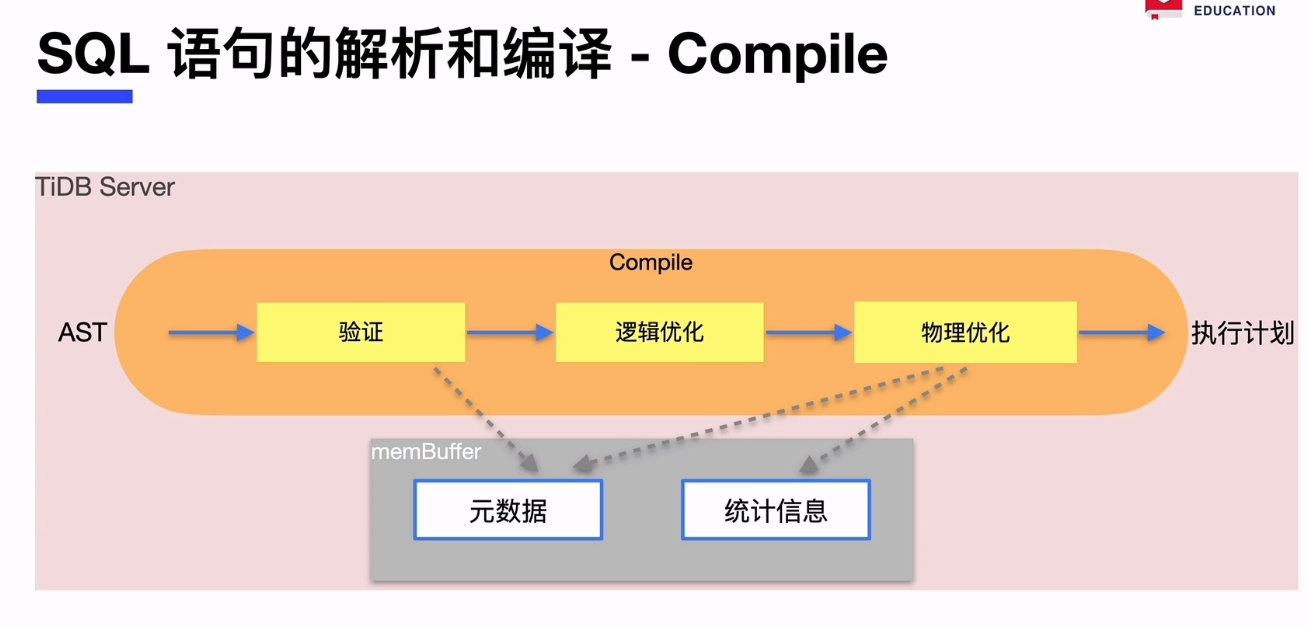 EDUCATION
SQL 语句的解析和编译 - Compile
TiDB Server
Compile
AST
验证
逻辑优化
物理优化
执行计划
memBuffer
元数据
统计信息